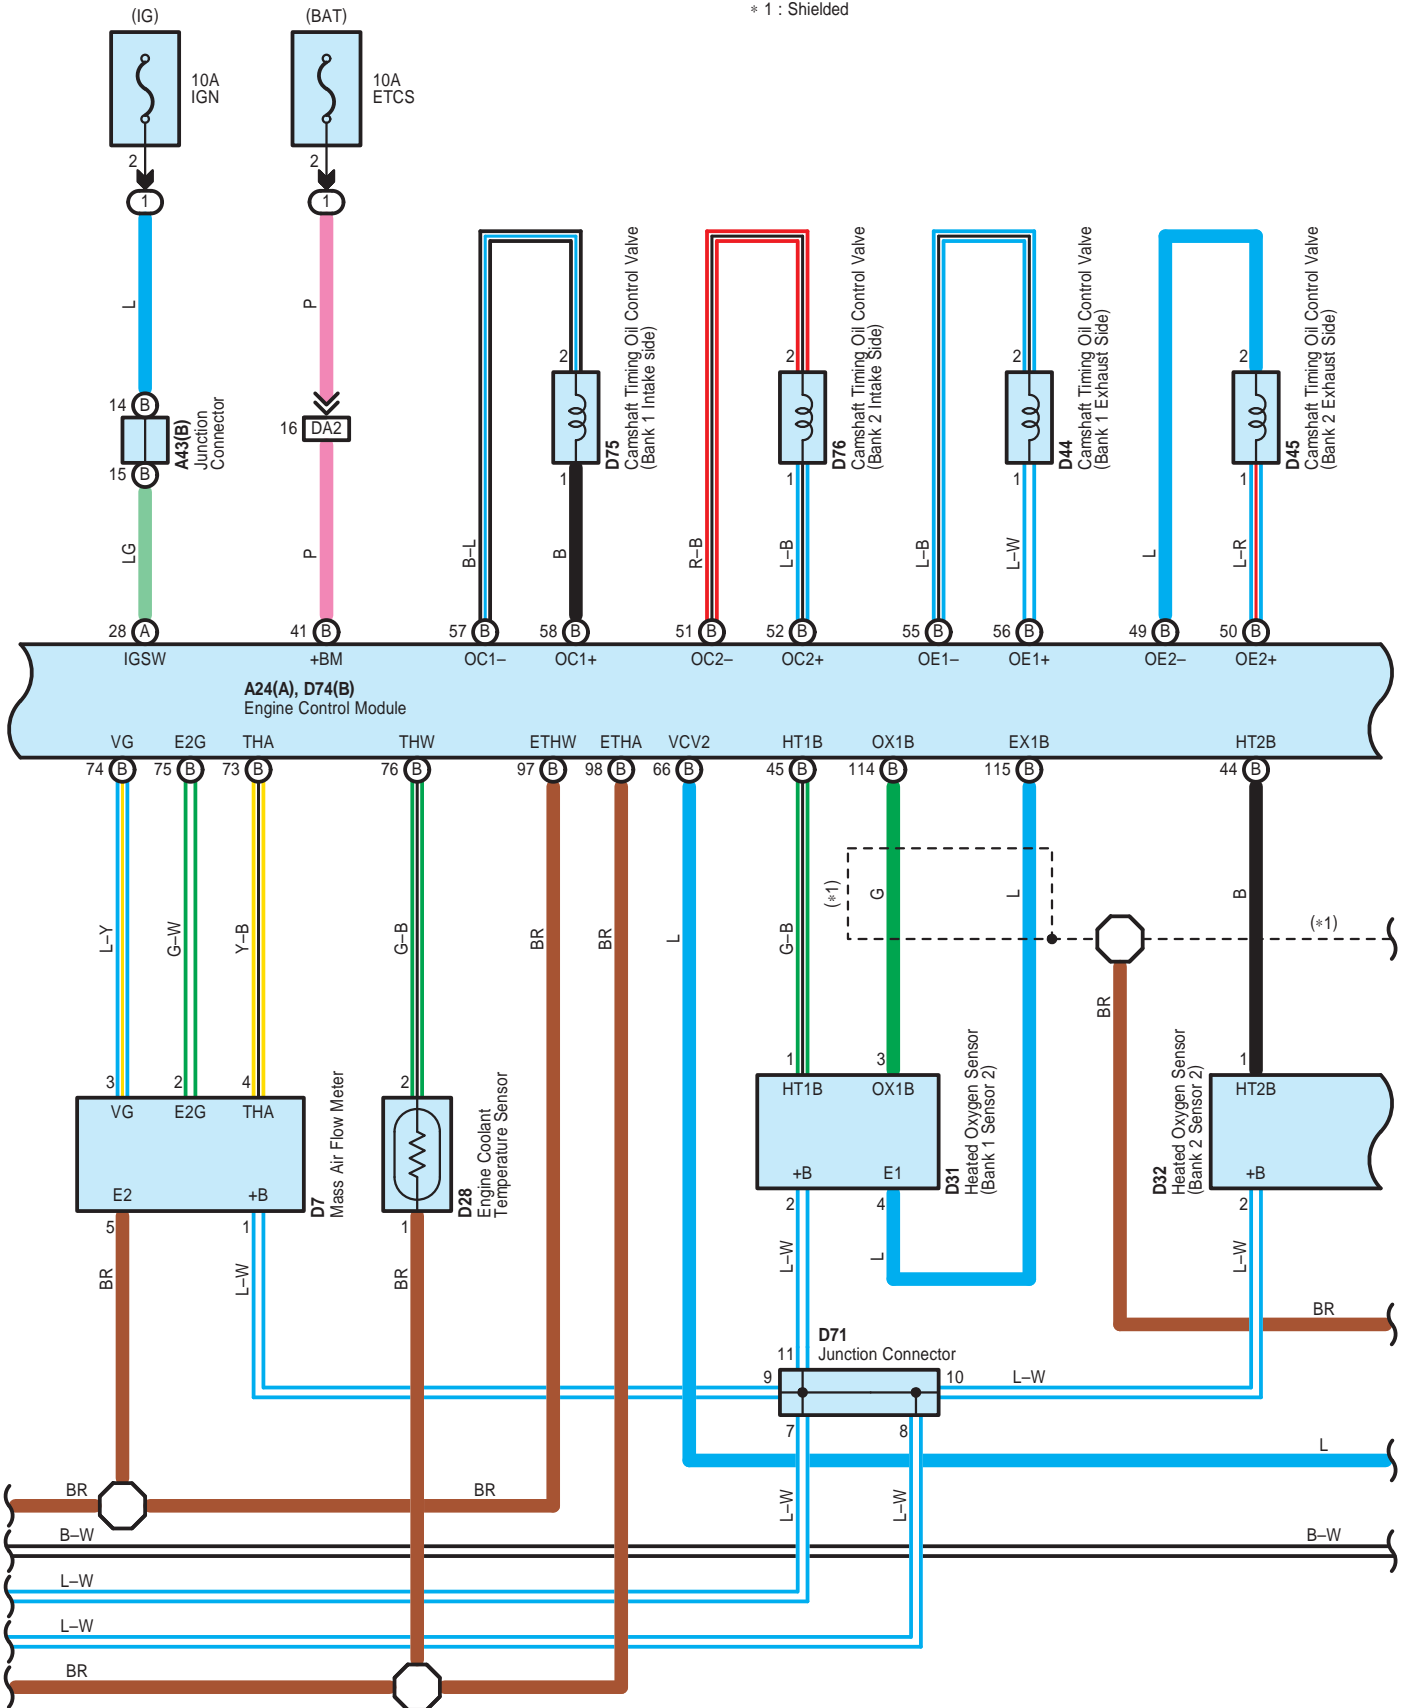 ∗ 1 : Shielded
(IG)
(BAT)
10A
IGN
10A
ETCS
2
2
1
1
L
P
14
B
A43(B)
Junction
Connector
15
B
16
DA2
LG
P
2
1
D75
Camshaft Timing Oil Control Valve
(Bank 1 Intake side)
2
1
D76
Camshaft Timing Oil Control Valve
(Bank 2 Intake Side)
2
1
D44
Camshaft Timing Oil Control Valve
(Bank 1 Exhaust Side)
2
1
D45
Camshaft Timing Oil Control Valve
(Bank 2 Exhaust Side)
B–L
B
R–B
L–B
L–B
L–W
L
L–R
28 A
41 B
57 B
58 B
51 B
52 B
55 B
56 B
49 B
50 B
IGSW
+BM
OC1–
OC1+
OC2–
OC2+
OE1–
OE1+
OE2–
OE2+
A24(A), D74(B)
Engine Control Module
VG
E2G
THA
THW
ETHW
ETHA
VCV2
HT1B
OX1B
EX1B
HT2B
74 B
75 B
73 B
76 B
97 B
98 B
66 B
45 B
114 B
115 B
44 B
L–Y
G–W
Y–B
G–B
BR
BR
L
G–B
(∗1)
G
L
B
(∗1)
BR
3
2
4
VG
E2G
THA
E2
+B
5
1
D7
Mass Air Flow Meter
2
1
D28
Engine Coolant
Temperature Sensor
1
3
HT1B
OX1B
+B
E1
2
4
D31
Heated Oxygen Sensor
(Bank 1 Sensor 2)
1
HT2B
+B
2
D32
Heated Oxygen Sensor
(Bank 2 Sensor 2)
BR
L–W
BR
L–W
L
L–W
BR
D71
Junction Connector
11
9
10
7
8
L–W
L
L–W
L–W
BR
BR
B–W
B–W
L–W
L–W
BR